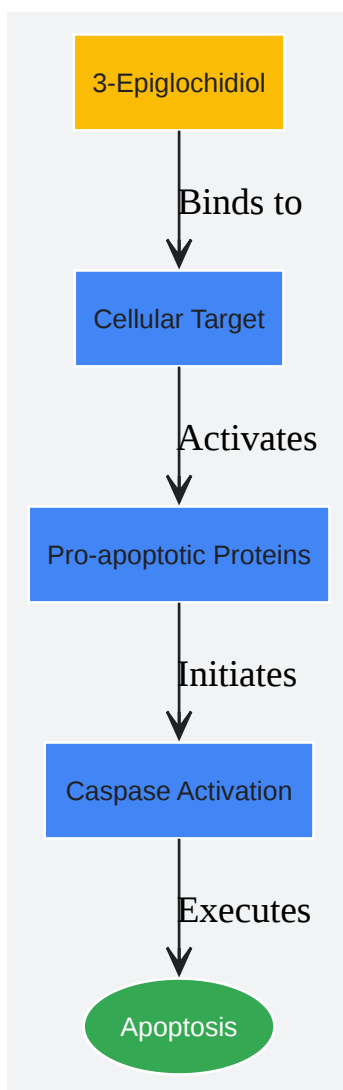 3-Epiglochidiol
Binds to
Cellular Target
Activates
Pro-apoptotic Proteins
Initiates
Caspase Activation
Executes
Apoptosis